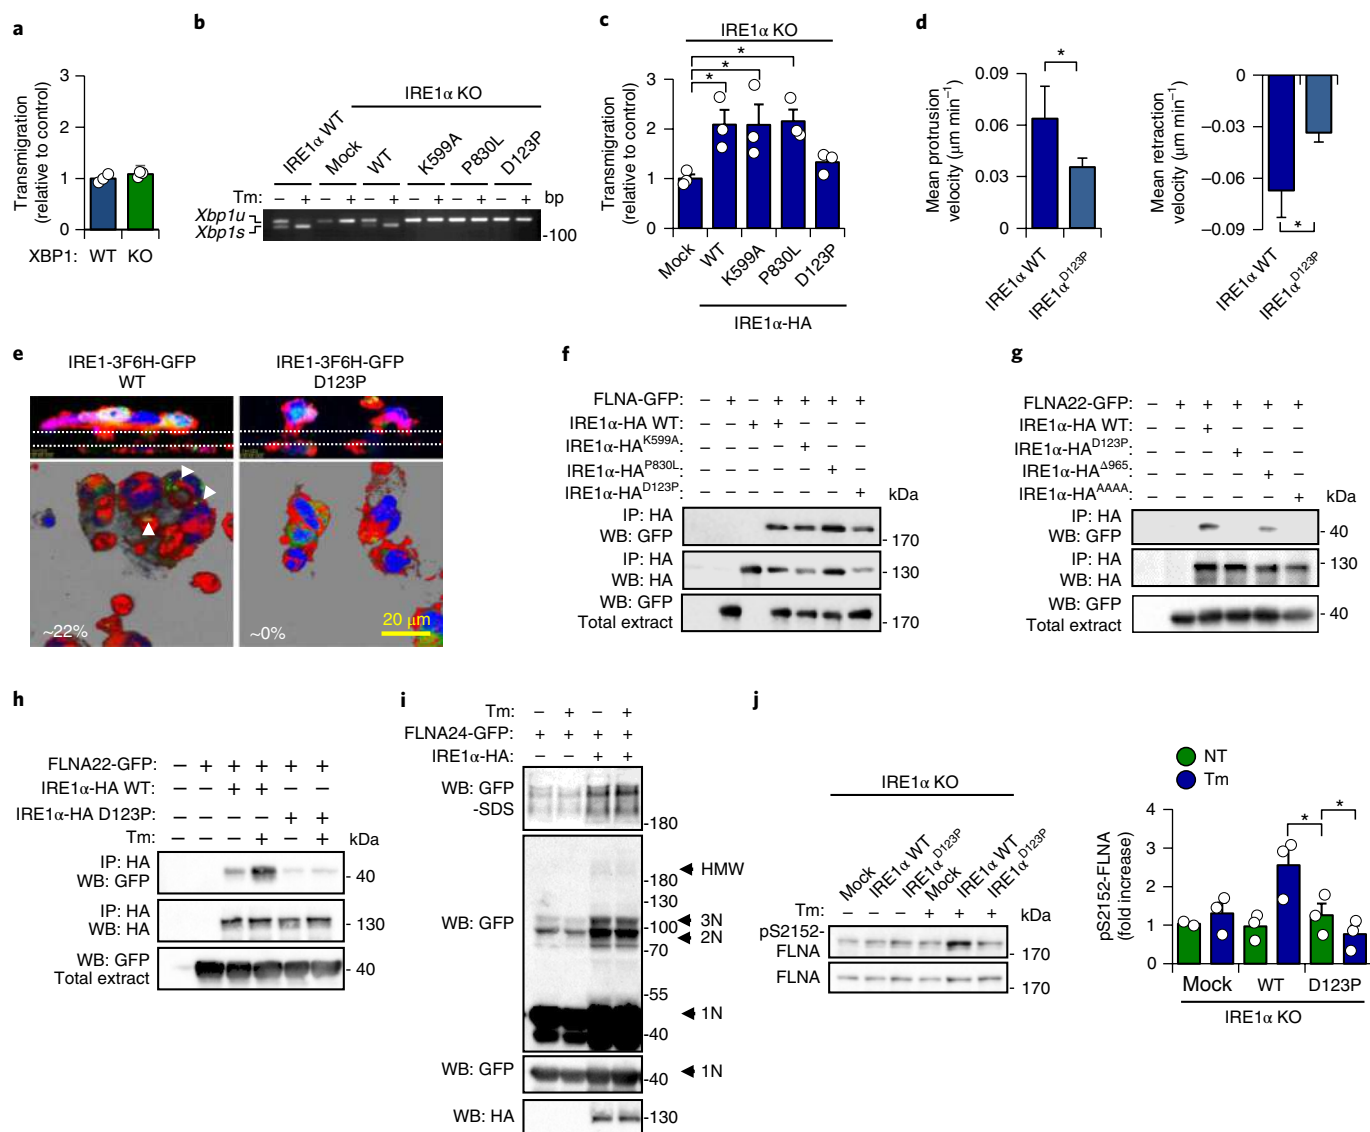 a
3
2
1
0
Transmigration
(relative to control)
XBP1: WT KO
b
IRE1α KO
IRE1α WT
Mock
WT
K599A
P830L
D123P
Tm: – + – + – + – + – + – + bp
Xbp1u
Xbp1s
-100
c
IRE1α KO
* 
*
*
3
2
1
0
Transmigration
(relative to control)
Mock
WT
K599A
P830L
D123P
IRE1α-HA
d
*
0.09
0.06
0.03
0
Mean protrusion
velocity (μm min⁻¹)
IRE1α WT
IRE1α^D123P
0
−0.03
−0.06
−0.09
Mean retraction
velocity (μm min⁻¹)
*
IRE1α WT
IRE1α^D123P
e
IRE1-3F6H-GFP
WT
IRE1-3F6H-GFP
D123P
~22%
~0%
20 μm
f
FLNA-GFP: – + – + + + +
IRE1α-HA WT: – – + + – – –
IRE1α-HA^K599A: – – – – + – –
IRE1α-HA^P830L: – – – – – + –
IRE1α-HA^D123P: – – – – – – + kDa
IP: HA
WB: GFP
- 170
IP: HA
WB: HA
- 130
WB: GFP
Total extract
- 170
g
FLNA22-GFP: – + + + + +
IRE1α-HA WT: – – + – – –
IRE1α-HA^D123P: – – – + – –
IRE1α-HA^Δ965: – – – – + –
IRE1α-HA^AAAA: – – – – – + kDa
IP: HA
WB: GFP
- 40
IP: HA
WB: HA
- 130
WB: GFP
Total extract
- 40
h
FLNA22-GFP: – + + + + +
IRE1α-HA WT: – – + + – –
IRE1α-HA D123P: – – – – + +
Tm: – – – + – + kDa
IP: HA
WB: GFP
- 40
IP: HA
WB: HA
- 130
WB: GFP
Total extract
- 40
i
Tm: – + – +
FLNA24-GFP: + + + +
IRE1α-HA: – – + +
WB: GFP
-SDS
-180
WB: GFP
HMW
-180
-130
3N
-100
2N
-70
-55
1N
-40
WB: GFP
1N
-40
WB: HA
-130
j
IRE1α KO
Mock
IRE1α WT
IRE1α^D123P
Mock
IRE1α WT
IRE1α^D123P
Tm: – – – + + + kDa
pS2152-
FLNA
- 170
FLNA
- 170
NT
Tm
4
3
2
1
0
pS2152-FLNA
(fold increase)
*
*
Mock WT D123P
IRE1α KO